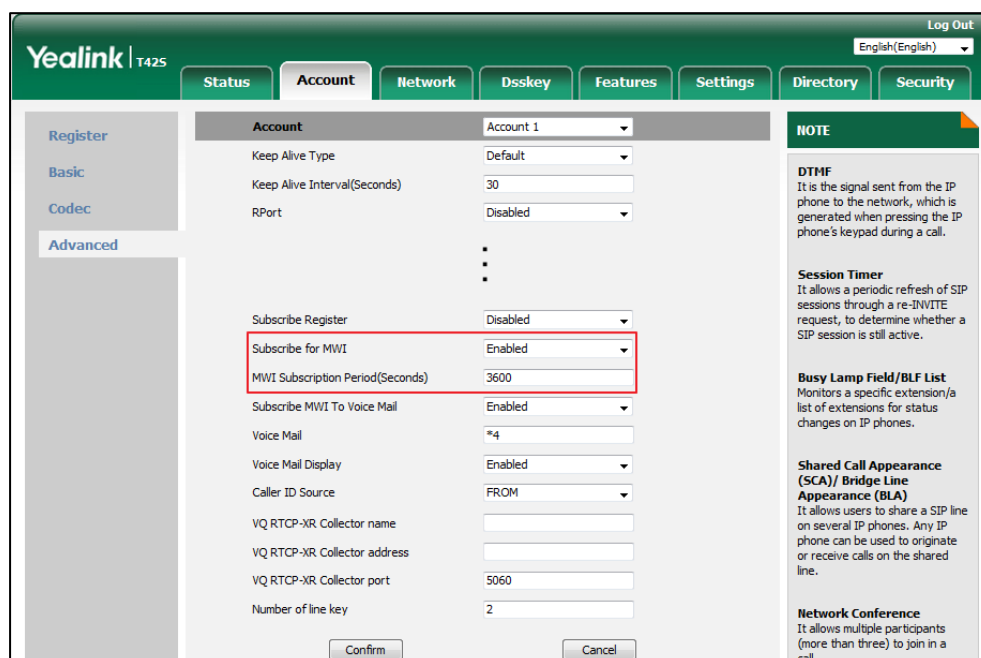 Log Out
Yealink T42S
English(English)
Status Account Network Dsskey Features Settings Directory Security
Register
Basic
Codec
Advanced
Account Account 1
Keep Alive Type Default
Keep Alive Interval(Seconds) 30
RPort Disabled
Subscribe Register Disabled
Subscribe for MWI Enabled
MWI Subscription Period(Seconds) 3600
Subscribe MWI To Voice Mail Enabled
Voice Mail *4
Voice Mail Display Enabled
Caller ID Source FROM
VQ RTCP-XR Collector name
VQ RTCP-XR Collector address
VQ RTCP-XR Collector port 5060
Number of line key 2
Confirm Cancel
NOTE
DTMF
It is the signal sent from the IP
phone to the network, which is
generated when pressing the IP
phone's keypad during a call.
Session Timer
It allows a periodic refresh of SIP
sessions through a re-INVITE
request, to determine whether a
SIP session is still active.
Busy Lamp Field/BLF List
Monitors a specific extension/a
list of extensions for status
changes on IP phones.
Shared Call Appearance
(SCA)/ Bridge Line
Appearance (BLA)
It allows users to share a SIP line
on several IP phones. Any IP
phone can be used to originate
or receive calls on the shared
line.
Network Conference
It allows multiple participants
(more than three) to join in a
call.